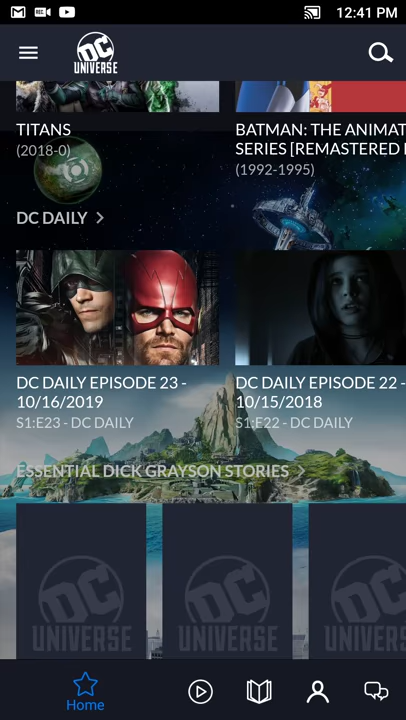 12:41 PM
DC
UNIVERSE
TITANS
(2018-0)
BATMAN: THE ANIMAT
SERIES [REMASTERED
(1992-1995)
DC DAILY
DC DAILY EPISODE 23 -
10/16/2019
S1:E23 - DC DAILY
DC DAILY EPISODE 22 -
10/15/2018
S1:E22 - DC DAILY
ESSENTIAL DICK GRAYSON STORIES
DC
UNIVERSE
DC
UNIVERSE
DC
UNIVERS
Home